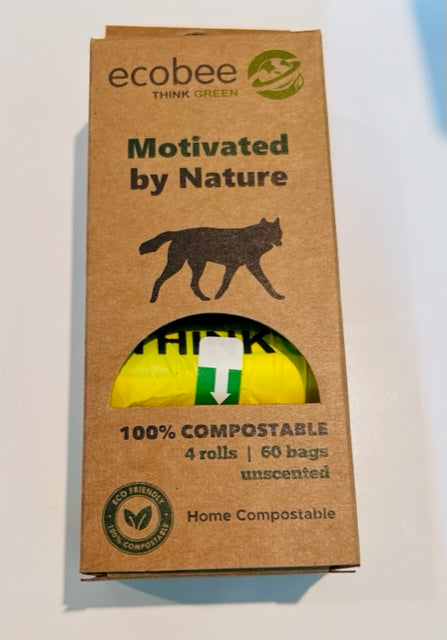 ecobee
THINK GREEN
Motivated
by Nature
THINK
100% COMPOSTABLE
4 rolls | 60 bags
unscented
ECO FRIENDLY
100% COMPOSTABLE
Home Compostable